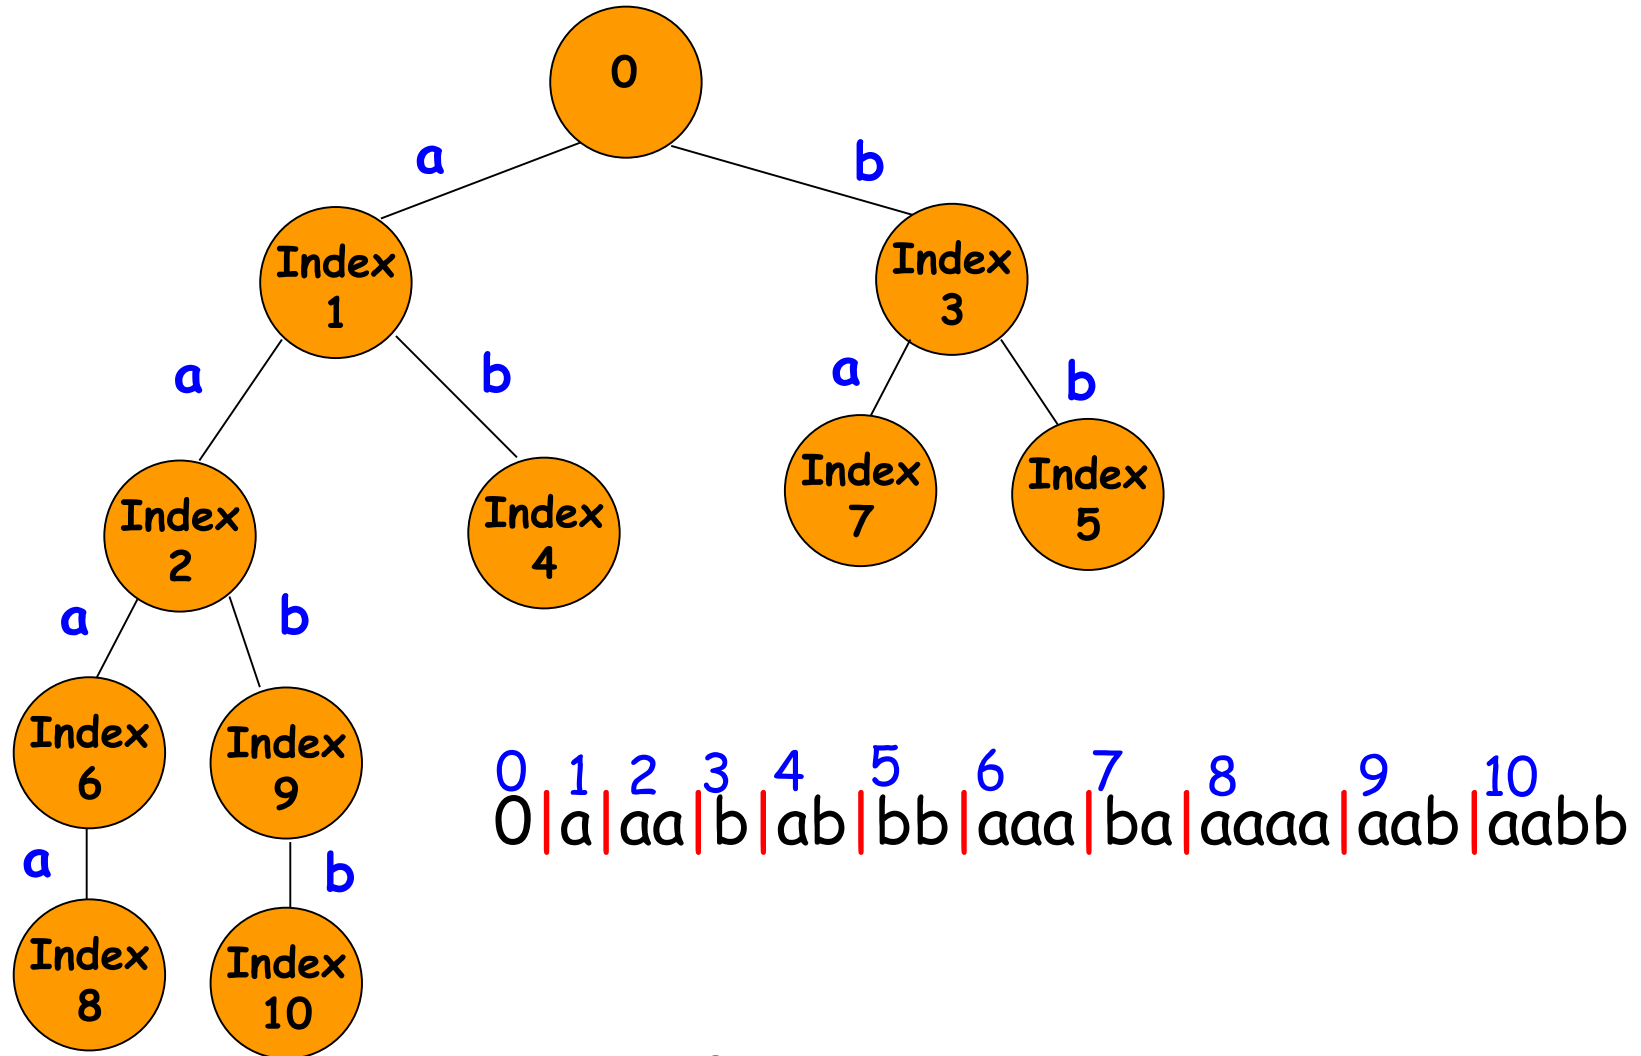 0
a b
Index
1
Index
3
a b
a b
Index
2
Index
4
Index
7
Index
5
a b
Index
6
Index
9
0 1 2 3 4 5 6 7 8 9 10
0|a|aa|b|ab|bb|aaa|ba|aaaa|aab|aabb
a b
Index
8
Index
10